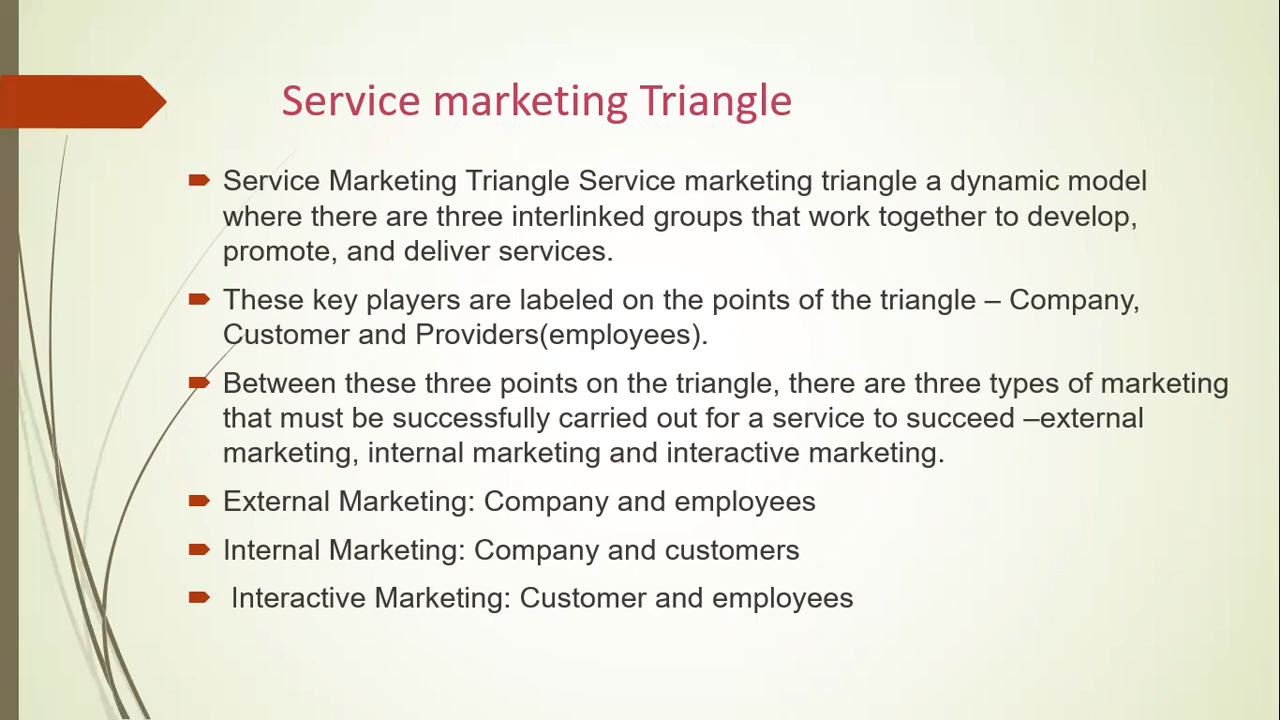 Service marketing Triangle
Service Marketing Triangle Service marketing triangle a dynamic model
where there are three interlinked groups that work together to develop,
promote, and deliver services.
These key players are labeled on the points of the triangle – Company,
Customer and Providers(employees).
Between these three points on the triangle, there are three types of marketing
that must be successfully carried out for a service to succeed –external
marketing, internal marketing and interactive marketing.
External Marketing: Company and employees
Internal Marketing: Company and customers
Interactive Marketing: Customer and employees